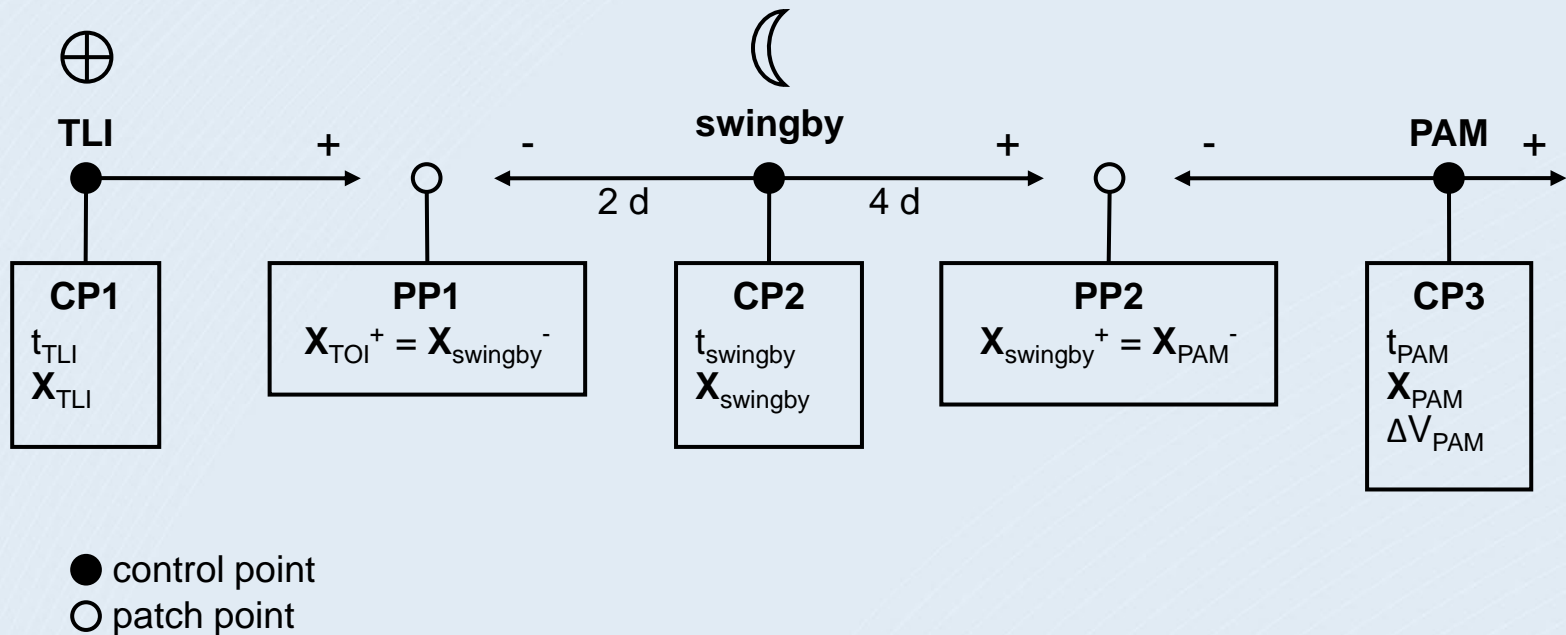 TLI
swingby
PAM
+
-
+
-
+
2 d
4 d
CP1
t_TLI
X_TLI
PP1
X_TOI^+ = X_swingby^-
CP2
t_swingby
X_swingby
PP2
X_swingby^+ = X_PAM^-
CP3
t_PAM
X_PAM
ΔV_PAM
control point
patch point